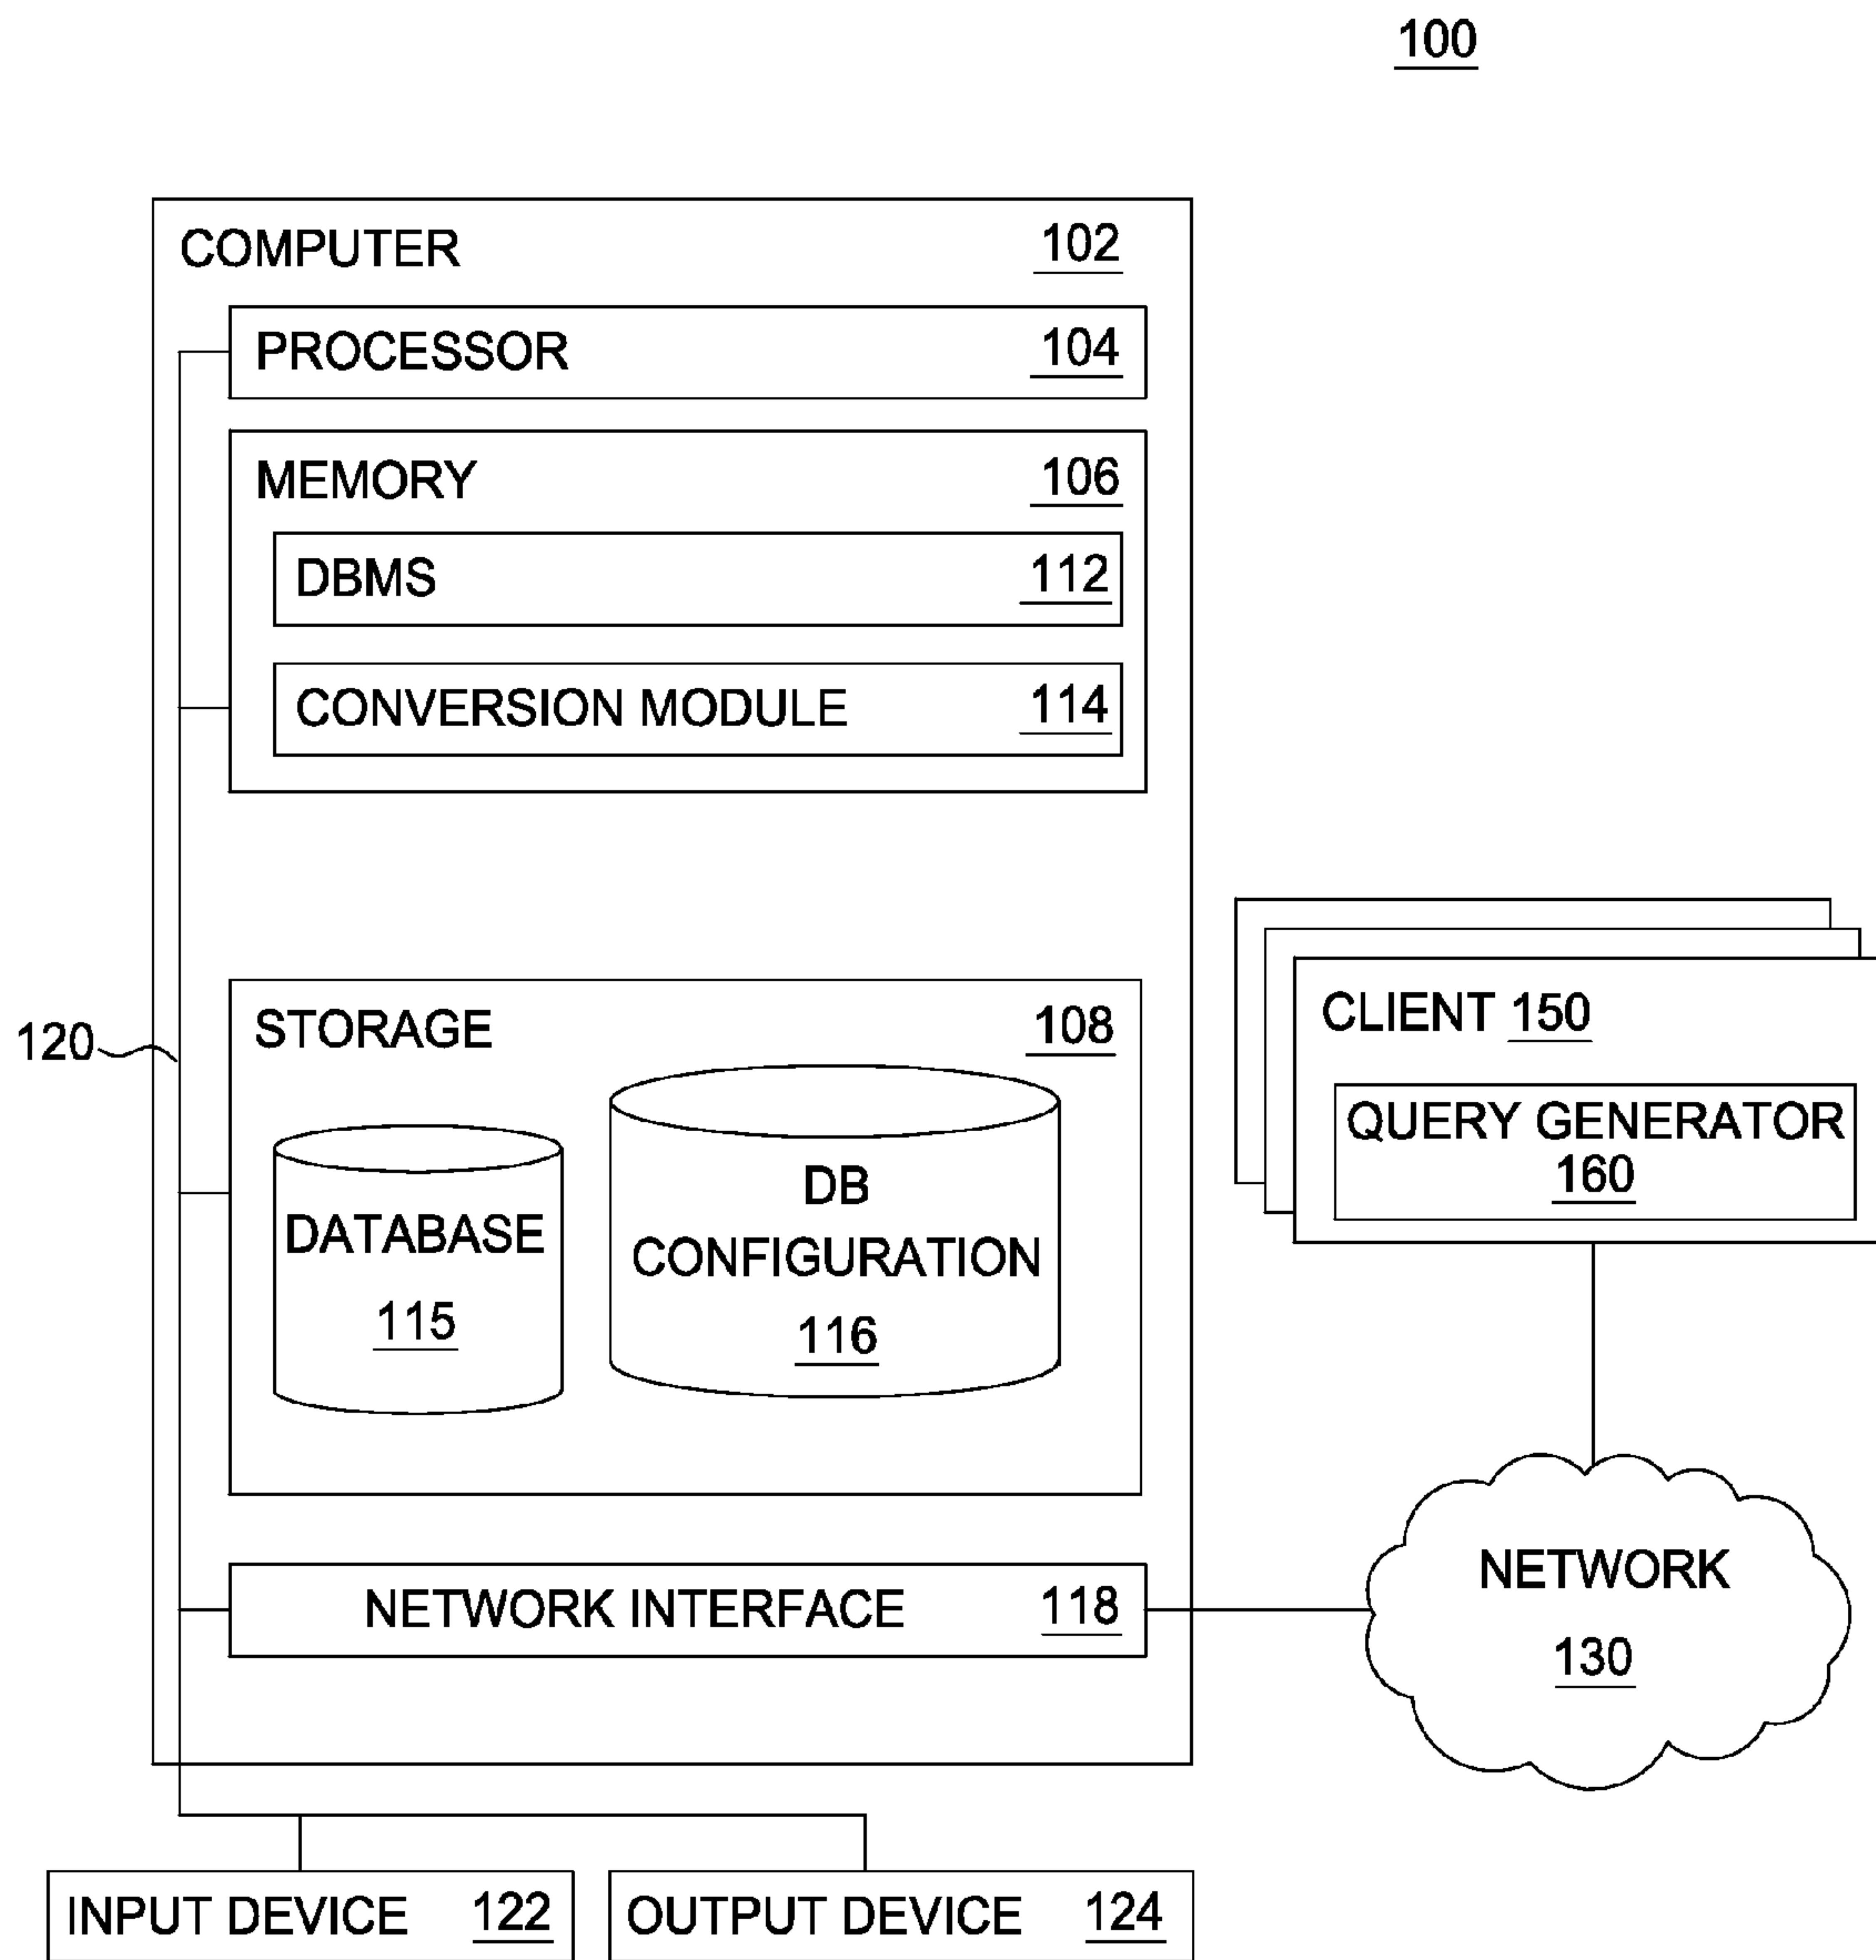 100
COMPUTER 102
PROCESSOR 104
MEMORY 106
DBMS 112
CONVERSION MODULE 114
STORAGE 108
120
DATABASE
115
DB
CONFIGURATION
116
CLIENT 150
QUERY GENERATOR
160
NETWORK INTERFACE 118
NETWORK
130
INPUT DEVICE 122
OUTPUT DEVICE 124